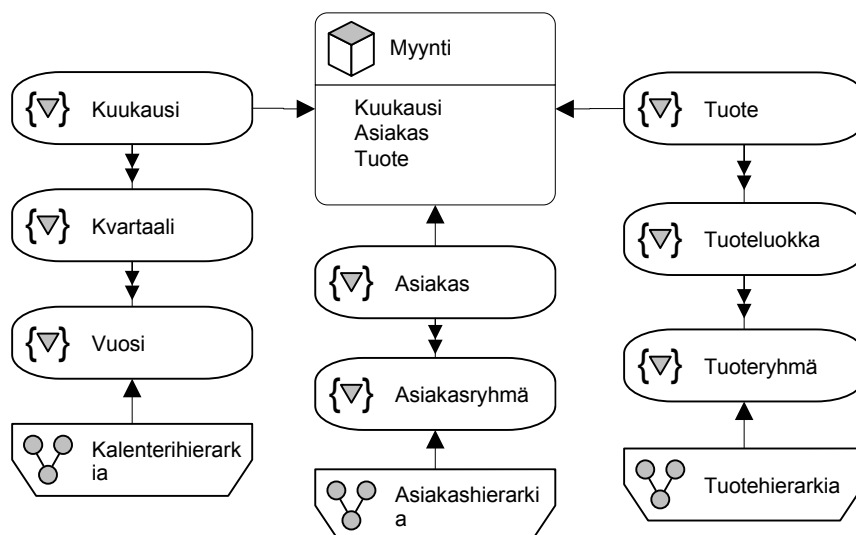 Myynti
Kuukausi
Asiakas
Tuote
Kuukausi
Kvartaali
Vuosi
Kalenterihierark
ia
Asiakas
Asiakasryhmä
Asiakashierarki
a
Tuote
Tuoteluokka
Tuoteryhmä
Tuotehierarkia